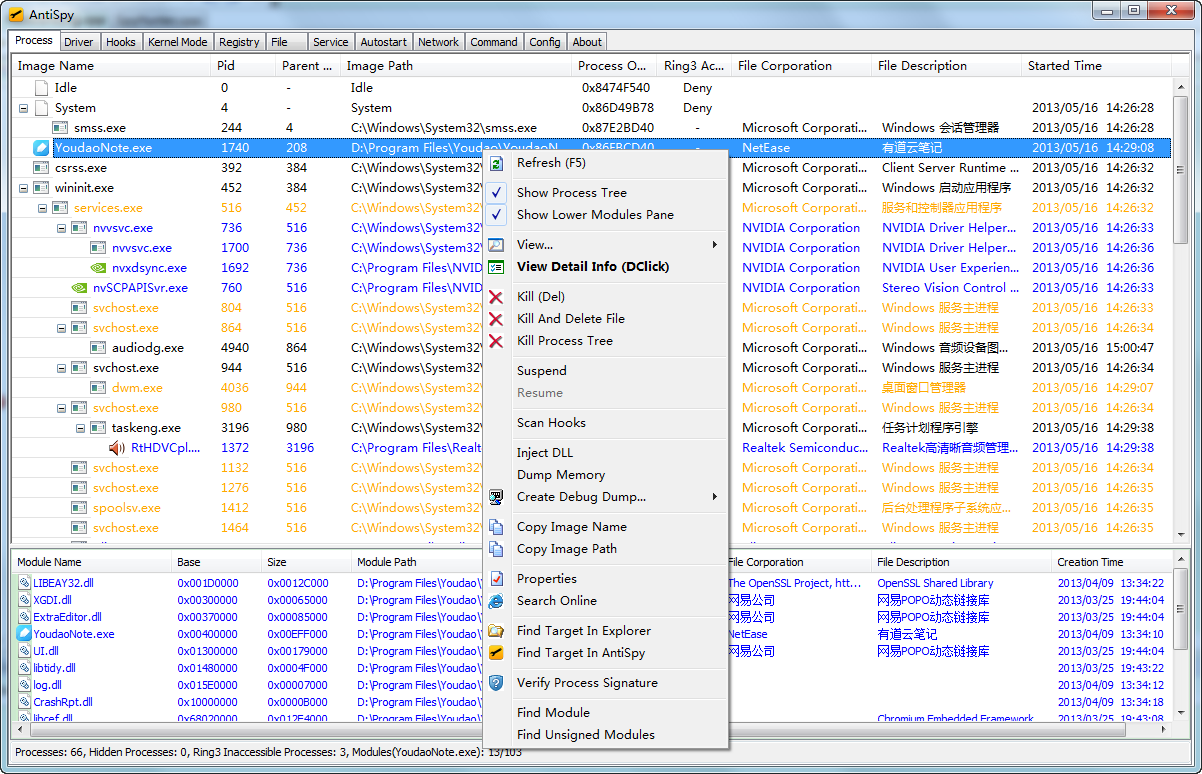 AntiSpy
Process Driver Hooks Kernel Mode Registry File Service Autostart Network Command Config About
Image Name Pid Parent ... Image Path Process O... Ring3 Ac... File Corporation File Description Started Time
Idle 0 - Idle 0x8474F540 Deny
System 4 - System 0x86D49B78 Deny 2013/05/16 14:26:28
smss.exe 244 4 C:\Windows\System32\smss.exe 0x87E2BD40 - Microsoft Corporati... Windows 会话管理器 2013/05/16 14:26:28
YoudaoNote.exe 1740 208 D:\Program Files\Youdao\YoudaoN... 0x86FBCD40 - NetEase 有道云笔记 2013/05/16 14:29:08
csrss.exe 392 384 C:\Windows\System32\ Microsoft Corporati... Client Server Runtime ... 2013/05/16 14:26:32
wininit.exe 452 384 C:\Windows\System32\ Microsoft Corporati... Windows 启动应用程序 2013/05/16 14:26:32
services.exe 516 452 C:\Windows\System32\ Microsoft Corporati... 服务和控制器应用程序 2013/05/16 14:26:32
nvvsvc.exe 736 516 C:\Windows\System32\ NVIDIA Corporation NVIDIA Driver Helper... 2013/05/16 14:26:33
nvvsvc.exe 1700 736 C:\Windows\System32\ NVIDIA Corporation NVIDIA Driver Helper... 2013/05/16 14:26:36
nvxdsync.exe 1692 736 C:\Program Files\NVID NVIDIA Corporation NVIDIA User Experien... 2013/05/16 14:26:36
nvSCPAPISvr.exe 760 516 C:\Program Files\NVID NVIDIA Corporation Stereo Vision Control ... 2013/05/16 14:26:33
svchost.exe 804 516 C:\Windows\System32\ Microsoft Corporati... Windows 服务主进程 2013/05/16 14:26:33
svchost.exe 864 516 C:\Windows\System32\ Microsoft Corporati... Windows 服务主进程 2013/05/16 14:26:34
audiodg.exe 4940 864 C:\Windows\System32\ Microsoft Corporati... Windows 音频设备图... 2013/05/16 15:00:47
svchost.exe 944 516 C:\Windows\System32\ Microsoft Corporati... Windows 服务主进程 2013/05/16 14:26:34
dwm.exe 4036 944 C:\Windows\System32\ Microsoft Corporati... 桌面窗口管理器 2013/05/16 14:29:07
svchost.exe 980 516 C:\Windows\System32\ Microsoft Corporati... Windows 服务主进程 2013/05/16 14:26:34
taskeng.exe 3196 980 C:\Windows\System32\ Microsoft Corporati... 任务计划程序引擎 2013/05/16 14:29:38
RtHDVCpl.... 1372 3196 C:\Program Files\Realt Realtek Semiconduc... Realtek高清晰音频管理... 2013/05/16 14:29:38
svchost.exe 1132 516 C:\Windows\System32\ Microsoft Corporati... Windows 服务主进程 2013/05/16 14:26:34
svchost.exe 1276 516 C:\Windows\System32\ Microsoft Corporati... Windows 服务主进程 2013/05/16 14:26:35
spoolsv.exe 1412 516 C:\Windows\System32\ Microsoft Corporati... 后台处理程序子系统应... 2013/05/16 14:26:35
svchost.exe 1464 516 C:\Windows\System32\ Microsoft Corporati... Windows 服务主进程 2013/05/16 14:26:35
Refresh (F5)
Show Process Tree
Show Lower Modules Pane
View...
View Detail Info (DClick)
Kill (Del)
Kill And Delete File
Kill Process Tree
Suspend
Resume
Scan Hooks
Inject DLL
Dump Memory
Create Debug Dump...
Copy Image Name
Copy Image Path
Properties
Search Online
Find Target In Explorer
Find Target In AntiSpy
Verify Process Signature
Find Module
Find Unsigned Modules
Module Name Base Size Module Path File Corporation File Description Creation Time
LIBEAY32.dll 0x001D0000 0x0012C000 D:\Program Files\Youdao\ The OpenSSL Project, htt... OpenSSL Shared Library 2013/04/09 13:34:22
XGDI.dll 0x00300000 0x00065000 D:\Program Files\Youdao\ 网易公司 网易POPO动态链接库 2013/03/25 19:44:04
ExtraEditor.dll 0x00370000 0x00085000 D:\Program Files\Youdao\ 网易公司 网易POPO动态链接库 2013/03/25 19:44:04
YoudaoNote.exe 0x00400000 0x00EFF000 D:\Program Files\Youdao\ NetEase 有道云笔记 2013/04/09 13:34:10
UI.dll 0x01300000 0x00179000 D:\Program Files\Youdao\ 网易公司 网易POPO动态链接库 2013/03/25 19:44:04
libtidy.dll 0x01480000 0x0004F000 D:\Program Files\Youdao\ 2013/03/25 19:43:22
log.dll 0x015E0000 0x00007000 D:\Program Files\Youdao\ 2013/04/09 13:34:12
CrashRpt.dll 0x10000000 0x0000B000 D:\Program Files\Youdao\ 2013/04/09 13:34:18
libcef.dll 0x68020000 0x012E4000 D:\Program Files\Youdao\ Chromium Embedded Framework 2013/03/25 19:43:08
Processes: 66, Hidden Processes: 0, Ring3 Inaccessible Processes: 3, Modules(YoudaoNote.exe): 13/103